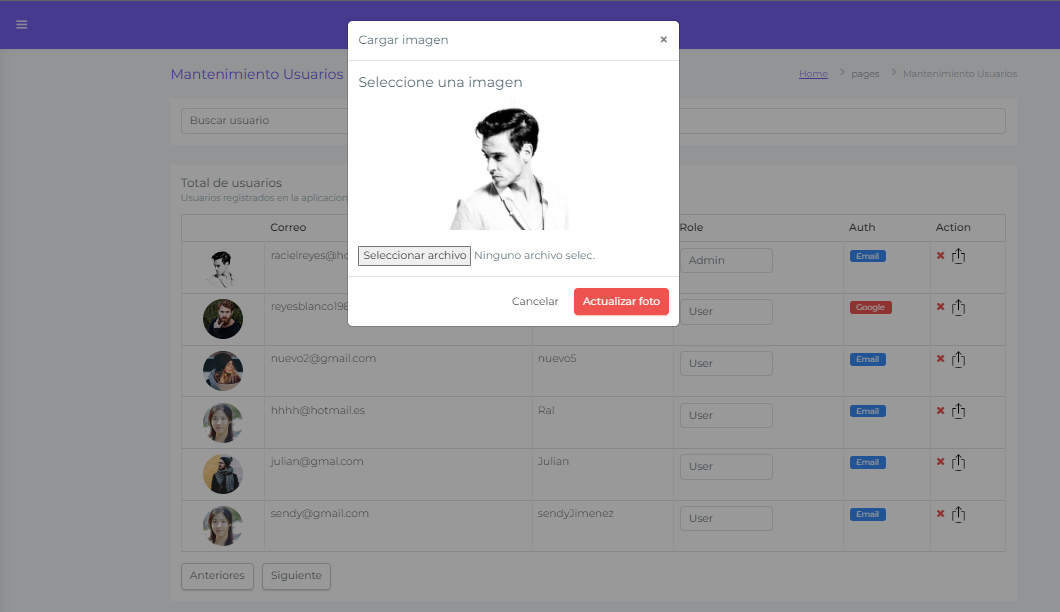 Cargar imagen ×
Mantenimiento Usuarios
Home > pages > Mantenimiento Usuarios
Seleccione una imagen
Buscar usuario
Total de usuarios
Usuarios registrados en la aplicacion
Correo Role Auth Action
Seleccionar archivo Ninguno archivo selec.
racielreyes@ho Admin Email
Cancelar Actualizar foto
reyesblanco198 User Google
nuevo2@gmail.com nuevo5 User Email
hhhh@hotmail.es Ral User Email
julian@gmal.com Julian User Email
sendy@gmail.com sendyJimenez User Email
Anteriores Siguiente